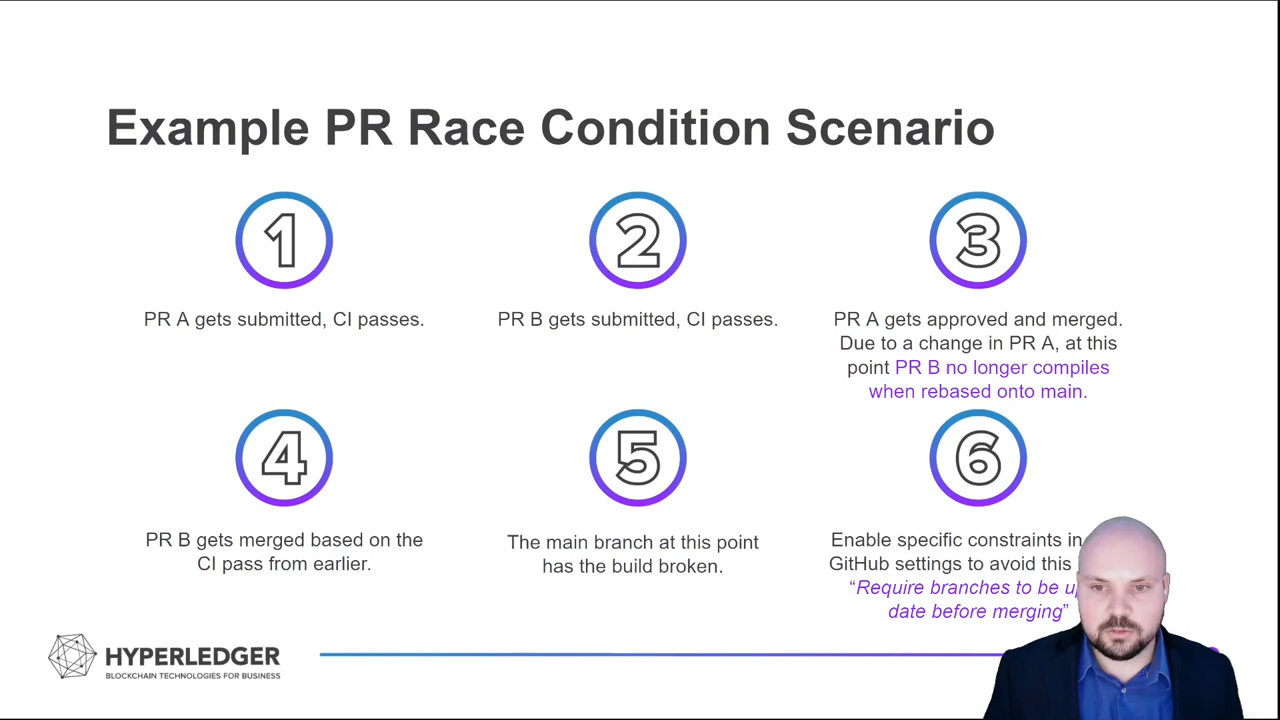 Example PR Race Condition Scenario
1
2
3
PR A gets submitted, CI passes.
PR B gets submitted, CI passes.
PR A gets approved and merged.
Due to a change in PR A, at this
point PR B no longer compiles
when rebased onto main.
4
5
6
PR B gets merged based on the
CI pass from earlier.
The main branch at this point
has the build broken.
Enable specific constraints in
GitHub settings to avoid this
“Require branches to be
date before merging”
HYPERLEDGER
BLOCKCHAIN TECHNOLOGIES FOR BUSINESS